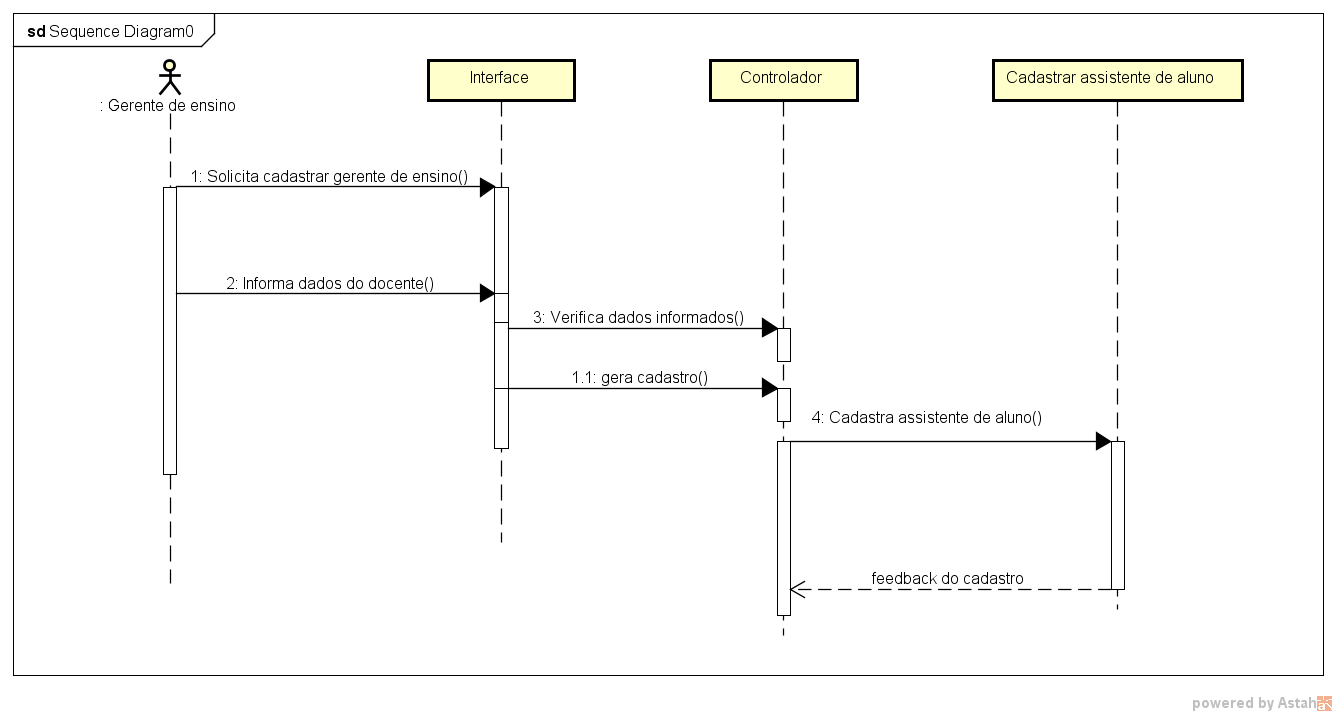 sd Sequence Diagram0
: Gerente de ensino
Interface
Controlador
Cadastrar assistente de aluno
1: Solicita cadastrar gerente de ensino()
2: Informa dados do docente()
3: Verifica dados informados()
1.1: gera cadastro()
4: Cadastra assistente de aluno()
feedback do cadastro
powered by Astah